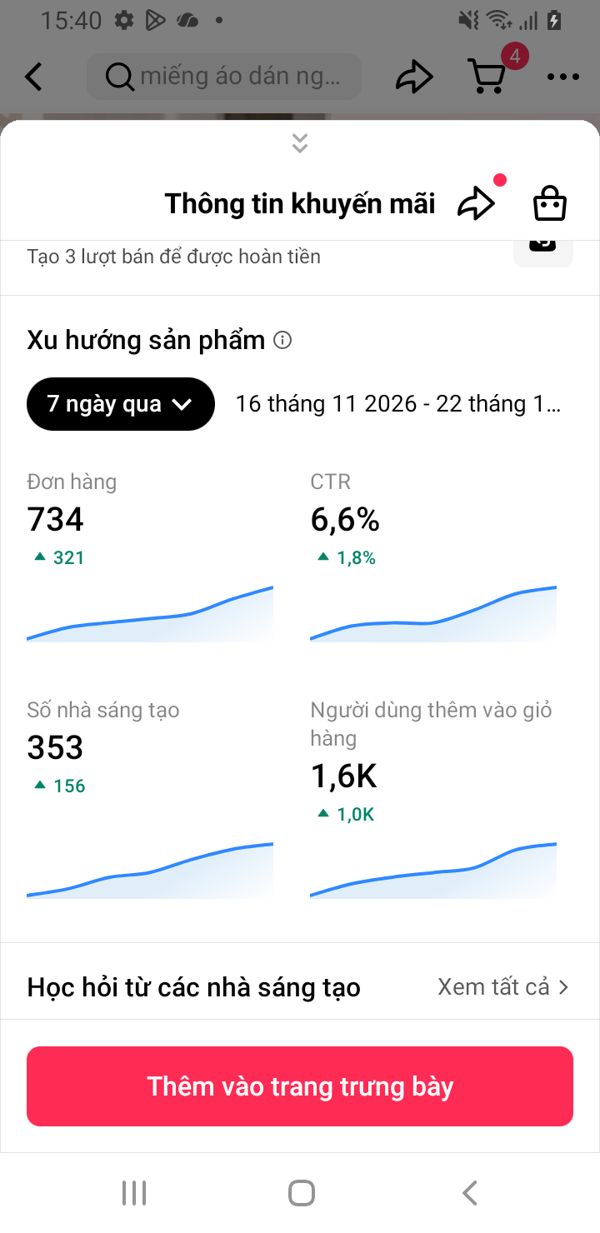 15:40
miếng áo dán ng...
4
Thông tin khuyến mãi
Tạo 3 lượt bán để được hoàn tiền
Xu hướng sản phẩm
7 ngày qua
16 tháng 11 2026 - 22 tháng 1...
Đơn hàng
734
321
CTR
6,6%
1,8%
Số nhà sáng tạo
353
156
Người dùng thêm vào giỏ
hàng
1,6K
1,0K
Học hỏi từ các nhà sáng tạo
Xem tất cả
Thêm vào trang trưng bày